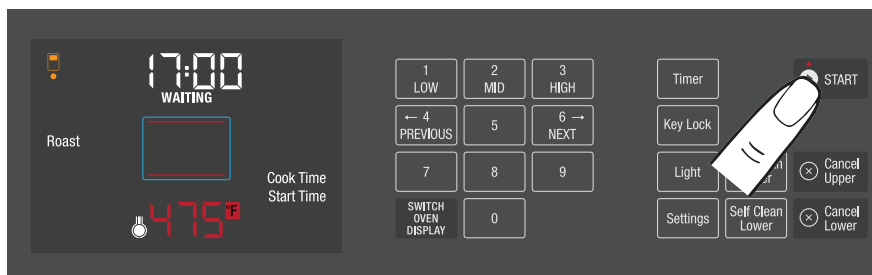 17:00
WAITING
Roast
Cook Time
Start Time
475°F
1
LOW
2
MID
3
HIGH
← 4
PREVIOUS
5
6 →
NEXT
7
8
9
SWITCH
OVEN
DISPLAY
0
Timer
START
Key Lock
Light
Cancel
Upper
Settings
Self Clean
Lower
Cancel
Lower